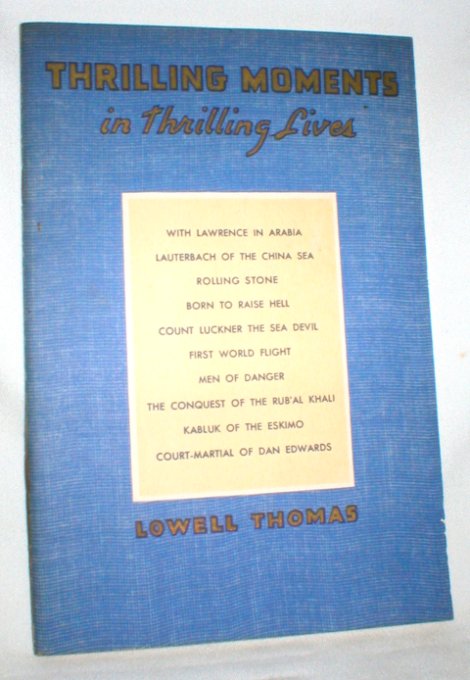 THRILLING MOMENTS
in Thrilling Lives
WITH LAWRENCE IN ARABIA
LAUTERBACH OF THE CHINA SEA
ROLLING STONE
BORN TO RAISE HELL
COUNT LUCKNER THE SEA DEVIL
FIRST WORLD FLIGHT
MEN OF DANGER
THE CONQUEST OF THE RUB'AL KHALI
KABLUK OF THE ESKIMO
COURT-MARTIAL OF DAN EDWARDS
LOWELL THOMAS